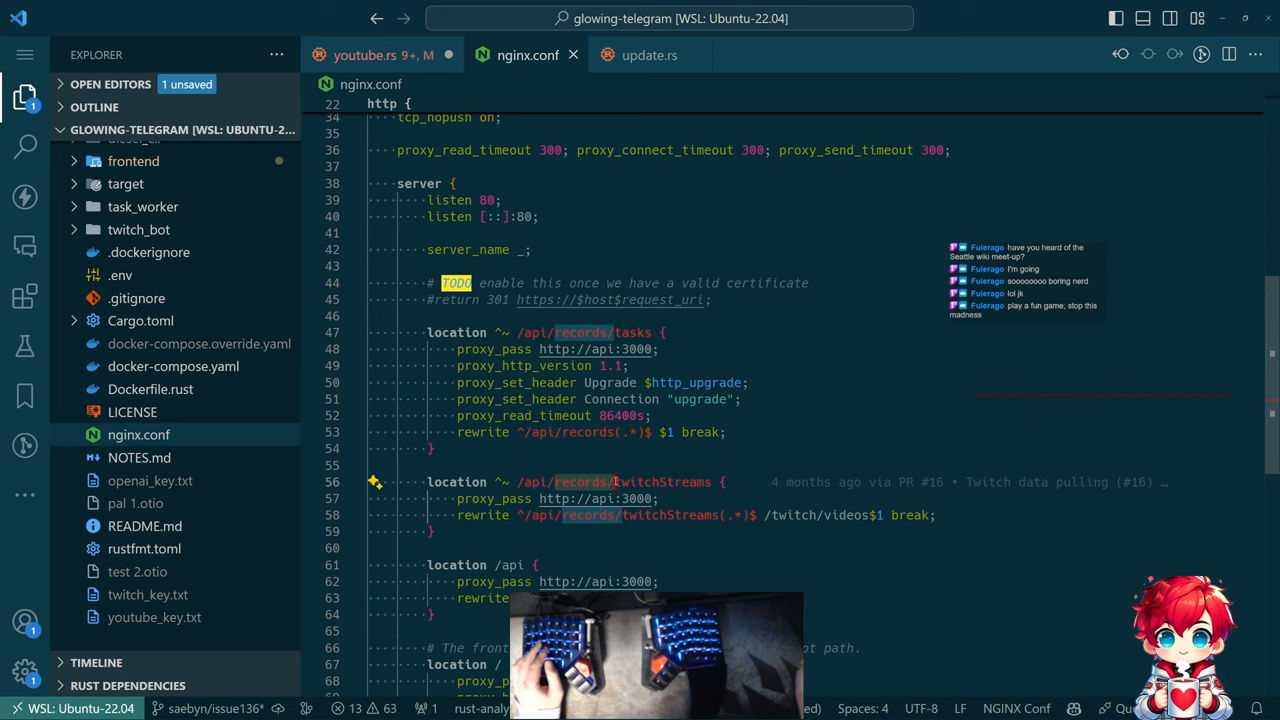 glowing-telegram [WSL: Ubuntu-22.04]
EXPLORER
youtube.rs 9+, M
nginx.conf
update.rs
OPEN EDITORS 1 unsaved
OUTLINE
GLOWING-TELEGRAM [WSL: UBUNTU-2...
frontend
target
task_worker
twitch_bot
.dockerignore
.env
.gitignore
Cargo.toml
docker-compose.override.yaml
docker-compose.yaml
Dockerfile.rust
LICENSE
nginx.conf
NOTES.md
openai_key.txt
pal 1.otio
README.md
rustfmt.toml
test 2.otio
twitch_key.txt
youtube_key.txt
TIMELINE
RUST DEPENDENCIES
nginx.conf
22 http {
34 tcp_nopush on;
35
36 proxy_read_timeout 300; proxy_connect_timeout 300; proxy_send_timeout 300;
37
38 server {
39 listen 80;
40 listen [::]:80;
41
42 server_name _;
43
44 # TODO enable this once we have a valid certificate
45 #return 301 https://$host$request_uri;
46
47 location ^~ /api/records/tasks {
48 proxy_pass http://api:3000;
49 proxy_http_version 1.1;
50 proxy_set_header Upgrade $http_upgrade;
51 proxy_set_header Connection "upgrade";
52 proxy_read_timeout 86400s;
53 rewrite ^/api/records(.*)$ $1 break;
54 }
55
56 location ^~ /api/records/twitchStreams { 4 months ago via PR #16 • Twitch data pulling (#16) …
57 proxy_pass http://api:3000;
58 rewrite ^/api/records/twitchStreams(.*)$ /twitch/videos$1 break;
59 }
60
61 location /api {
62 proxy_pass http://api:3000;
63 rewrite
64 }
65
66 # The front ot path.
67 location /
68 proxy_p
69
Fuierago have you heard of the
Seattle wiki meet-up?
Fuierago I'm going
Fuierago soooooooo boring nerd
Fuierago lol jk
Fuierago play a fun game; stop this
madness
1
1
1
WSL: Ubuntu-22.04 saebyn/issue136* 13 63 1 rust-analy Spaces: 4 UTF-8 LF NGINX Conf